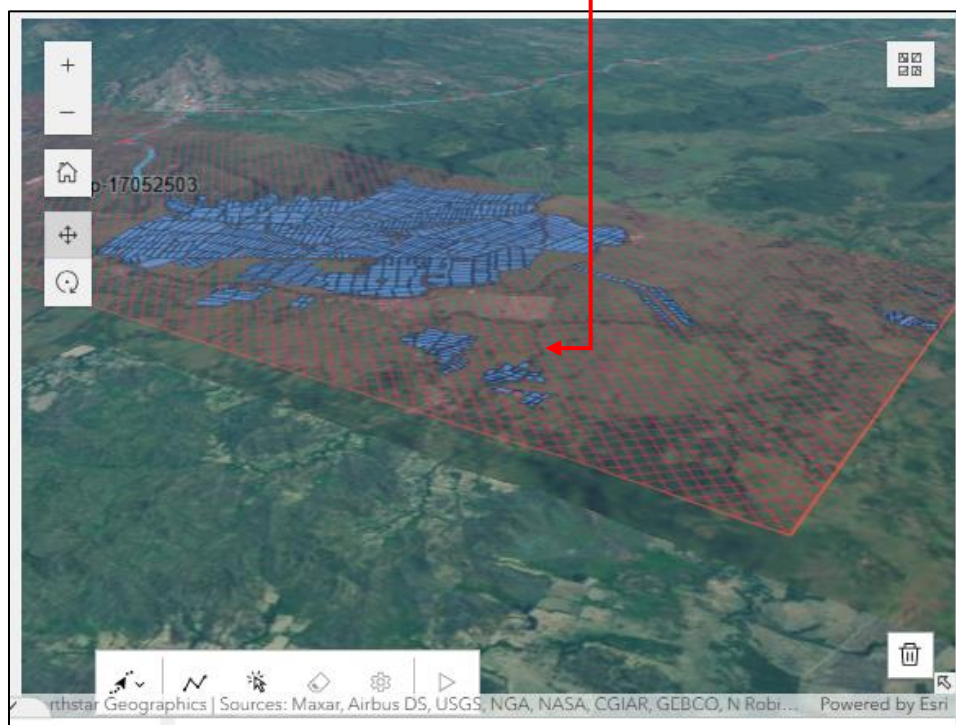 p-17052503
rthstar Geographics | Sources: Maxar, Airbus DS, USGS, NGA, NASA, CGIAR, GEBCO, N Robi... Powered by Esri